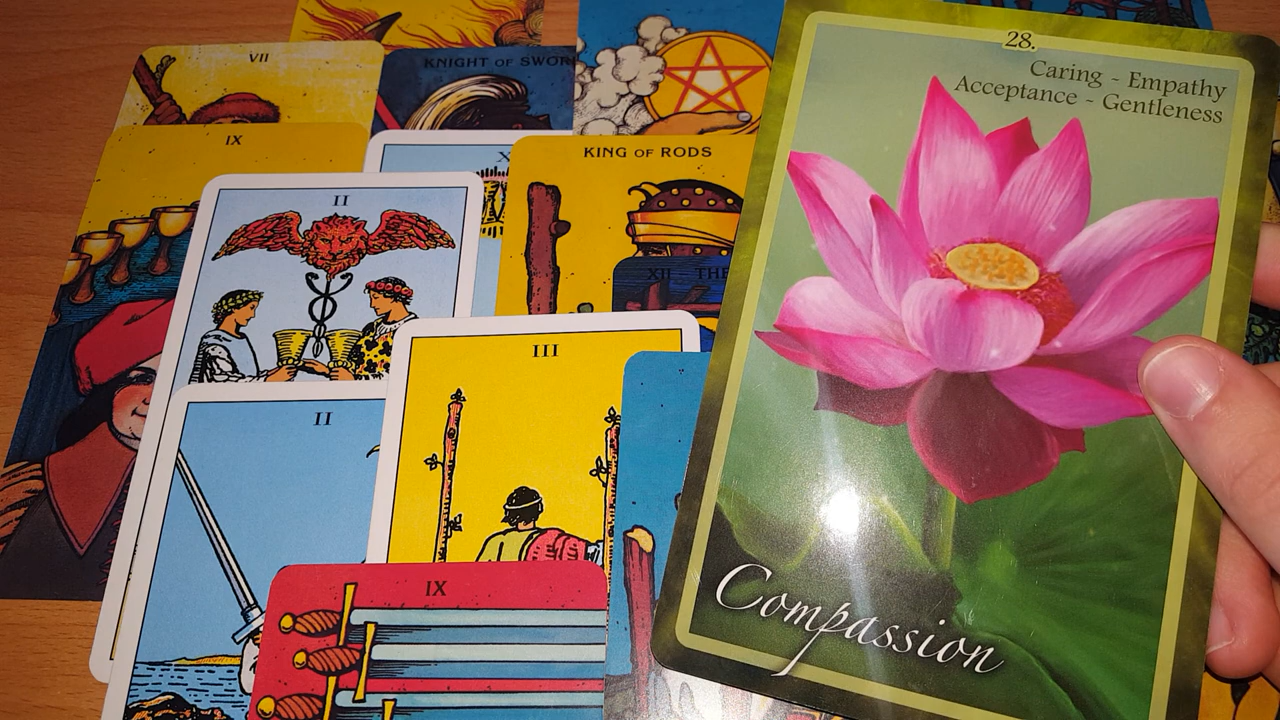 VII
KNIGHT OF SWOR
IX
X
KING OF RODS
II
XII - THE
II
III
IX
28.
Caring - Empathy
Acceptance - Gentleness
Compassion